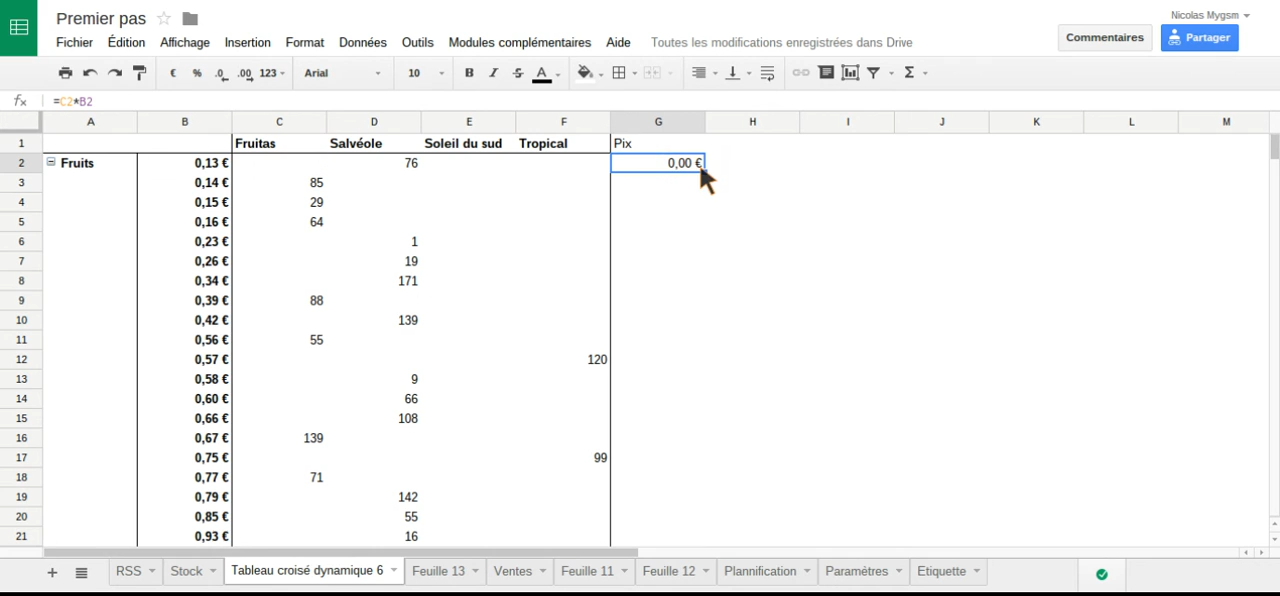 Premier pas
Nicolas Mygsm
Fichier Édition Affichage Insertion Format Données Outils Modules complémentaires Aide Toutes les modifications enregistrées dans Drive
Commentaires Partager
€ % .0 .00 123 Arial 10 B I S A Σ
fx =C2*B2
A B C D E F G H I J K L M
1 Fruitas Salvéole Soleil du sud Tropical Pix
2 Fruits 0,13 € 76 0,00 €
3 0,14 € 85
4 0,15 € 29
5 0,16 € 64
6 0,23 € 1
7 0,26 € 19
8 0,34 € 171
9 0,39 € 88
10 0,42 € 139
11 0,56 € 55
12 0,57 € 120
13 0,58 € 9
14 0,60 € 66
15 0,66 € 108
16 0,67 € 139
17 0,75 € 99
18 0,77 € 71
19 0,79 € 142
20 0,85 € 55
21 0,93 € 16
RSS Stock Tableau croisé dynamique 6 Feuille 13 Ventes Feuille 11 Feuille 12 Plannification Paramètres Etiquette